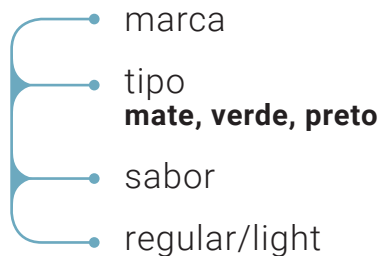 marca
tipo
mate, verde, preto
sabor
regular/light